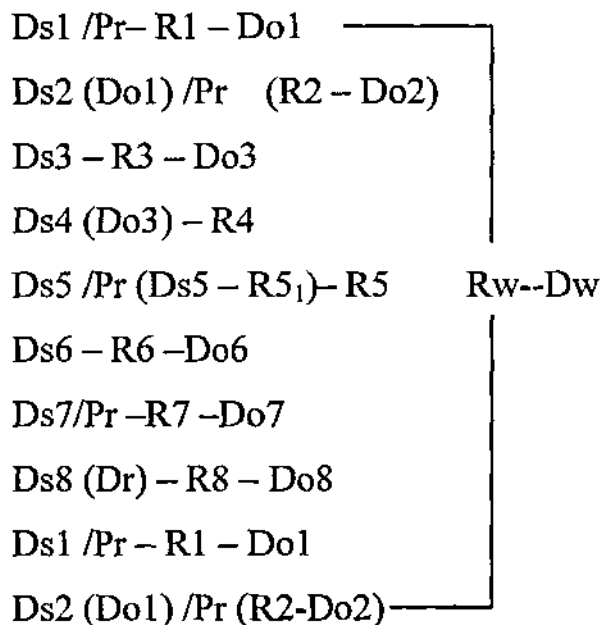 Ds1 /Pr– R1 – Do1
Ds2 (Do1) /Pr (R2 – Do2)
Ds3 – R3 – Do3
Ds4 (Do3) – R4
Ds5 /Pr (Ds5 – R5₁)– R5 Rw--Dw
Ds6 – R6 –Do6
Ds7/Pr –R7 –Do7
Ds8 (Dr) – R8 – Do8
Ds1 /Pr – R1 – Do1
Ds2 (Do1) /Pr (R2-Do2)